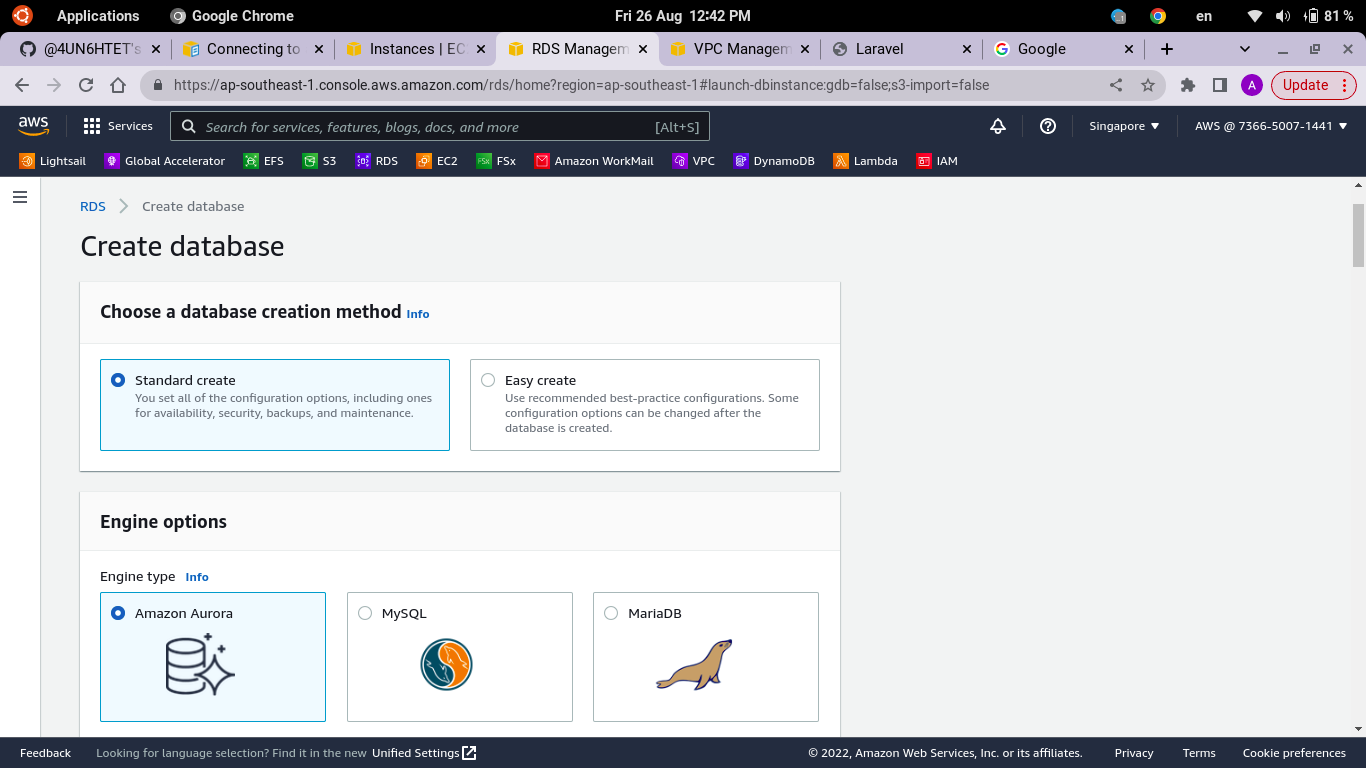 Applications Google Chrome Fri 26 Aug 12:42 PM en 81 %
@4UN6HTET's Connecting to Instances | EC RDS Managem VPC Managem Laravel Google
https://ap-southeast-1.console.aws.amazon.com/rds/home?region=ap-southeast-1#launch-dbinstance:gdb=false;s3-import=false A Update
aws Services Search for services, features, blogs, docs, and more [Alt+S] Singapore AWS @ 7366-5007-1441
Lightsail Global Accelerator EFS S3 RDS EC2 FSx Amazon WorkMail VPC DynamoDB Lambda IAM
RDS Create database
Create database
Choose a database creation method Info
Standard create
You set all of the configuration options, including ones
for availability, security, backups, and maintenance.
Easy create
Use recommended best-practice configurations. Some
configuration options can be changed after the
database is created.
Engine options
Engine type Info
Amazon Aurora MySQL MariaDB
Feedback Looking for language selection? Find it in the new Unified Settings © 2022, Amazon Web Services, Inc. or its affiliates. Privacy Terms Cookie preferences